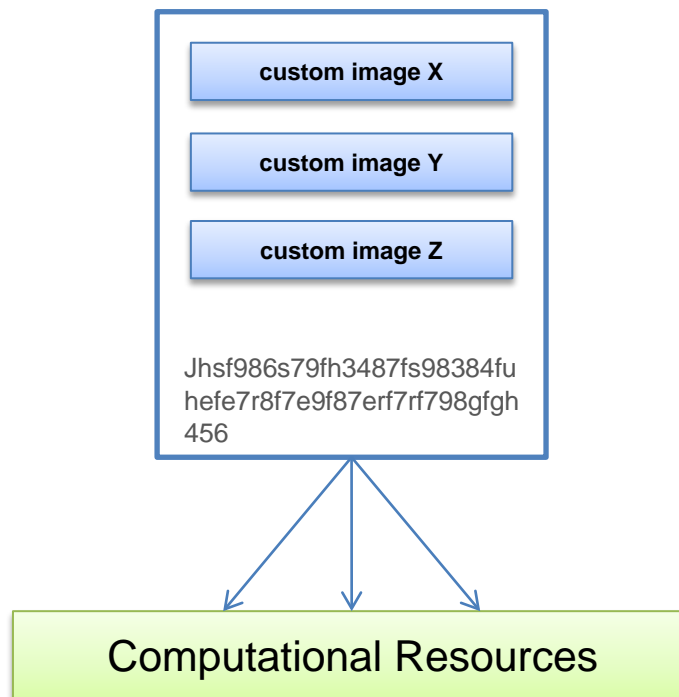 custom image X
custom image Y
custom image Z
Jhsf986s79fh3487fs98384fu
hefe7r8f7e9f87erf7rf798gfgh
456
Computational Resources